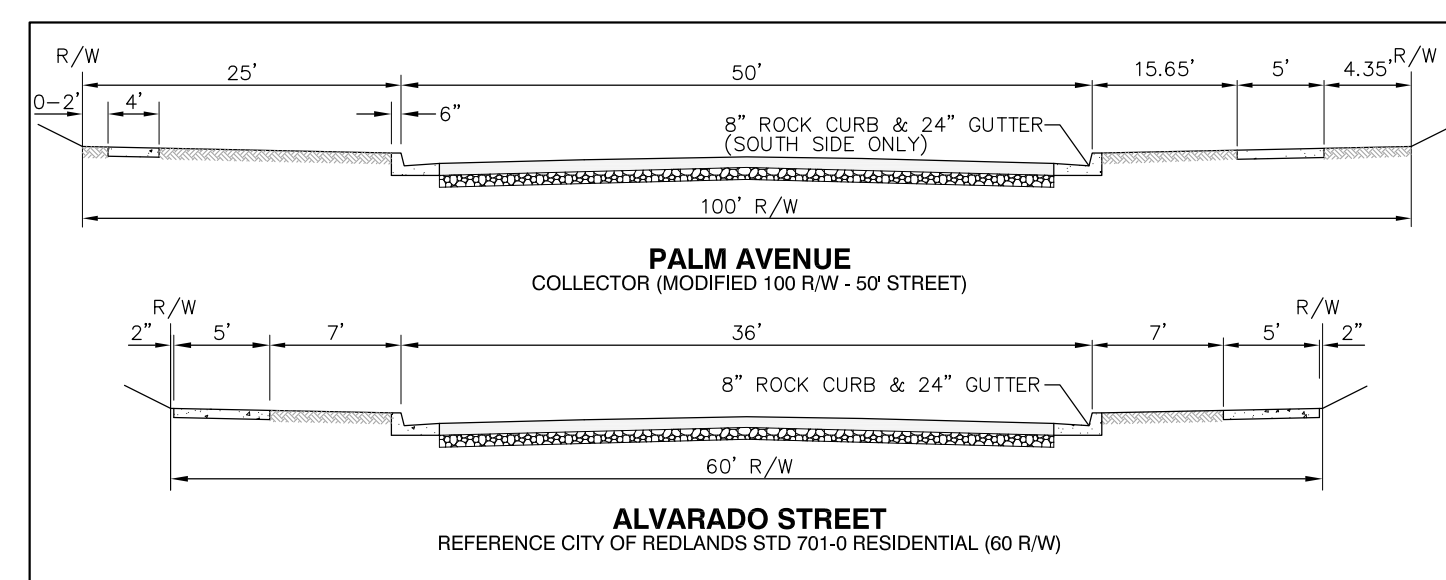 R/W
R/W
25'
50'
15.65'
5'
4.35'
0-2'
4'
6"
8" ROCK CURB & 24" GUTTER
(SOUTH SIDE ONLY)
100' R/W
PALM AVENUE
COLLECTOR (MODIFIED 100 R/W - 50' STREET)
R/W
R/W
2"
5'
7'
36'
7'
5'
2"
8" ROCK CURB & 24" GUTTER
60' R/W
ALVARADO STREET
REFERENCE CITY OF REDLANDS STD 701-0 RESIDENTIAL (60 R/W)